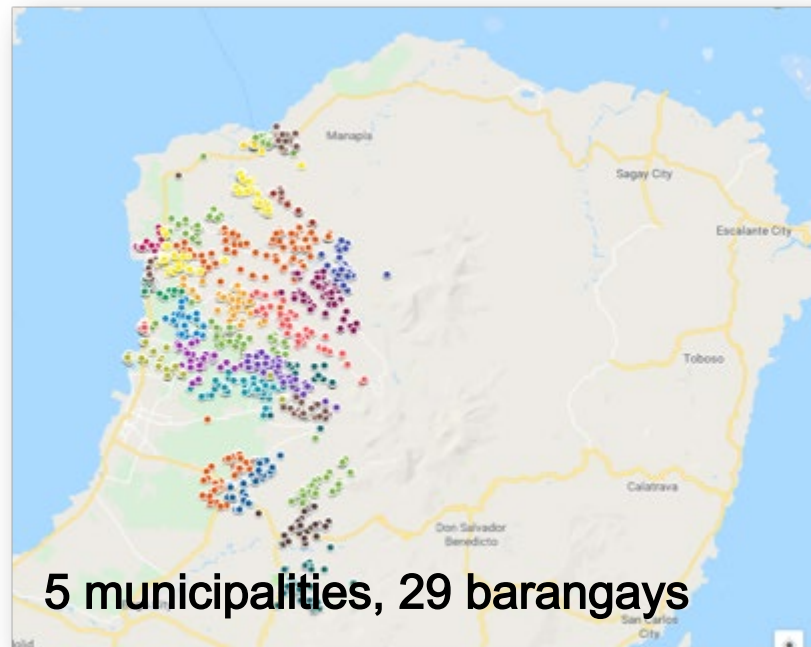 Manapla
Sagay City
Escalante City
Toboso
Calatrava
Don Salvador
Benedicto
5 municipalities, 29 barangays
San Carlos
City